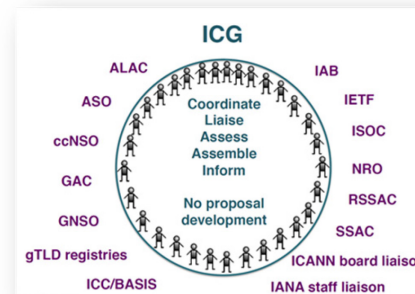 ICG
ALAC
ASO
ccNSO
GAC
GNSO
gTLD registries
ICC/BASIS
Coordinate
Liaise
Assess
Assemble
Inform
No proposal
development
IAB
IETF
ISOC
NRO
RSSAC
SSAC
ICANN board liaiso
IANA staff liaison